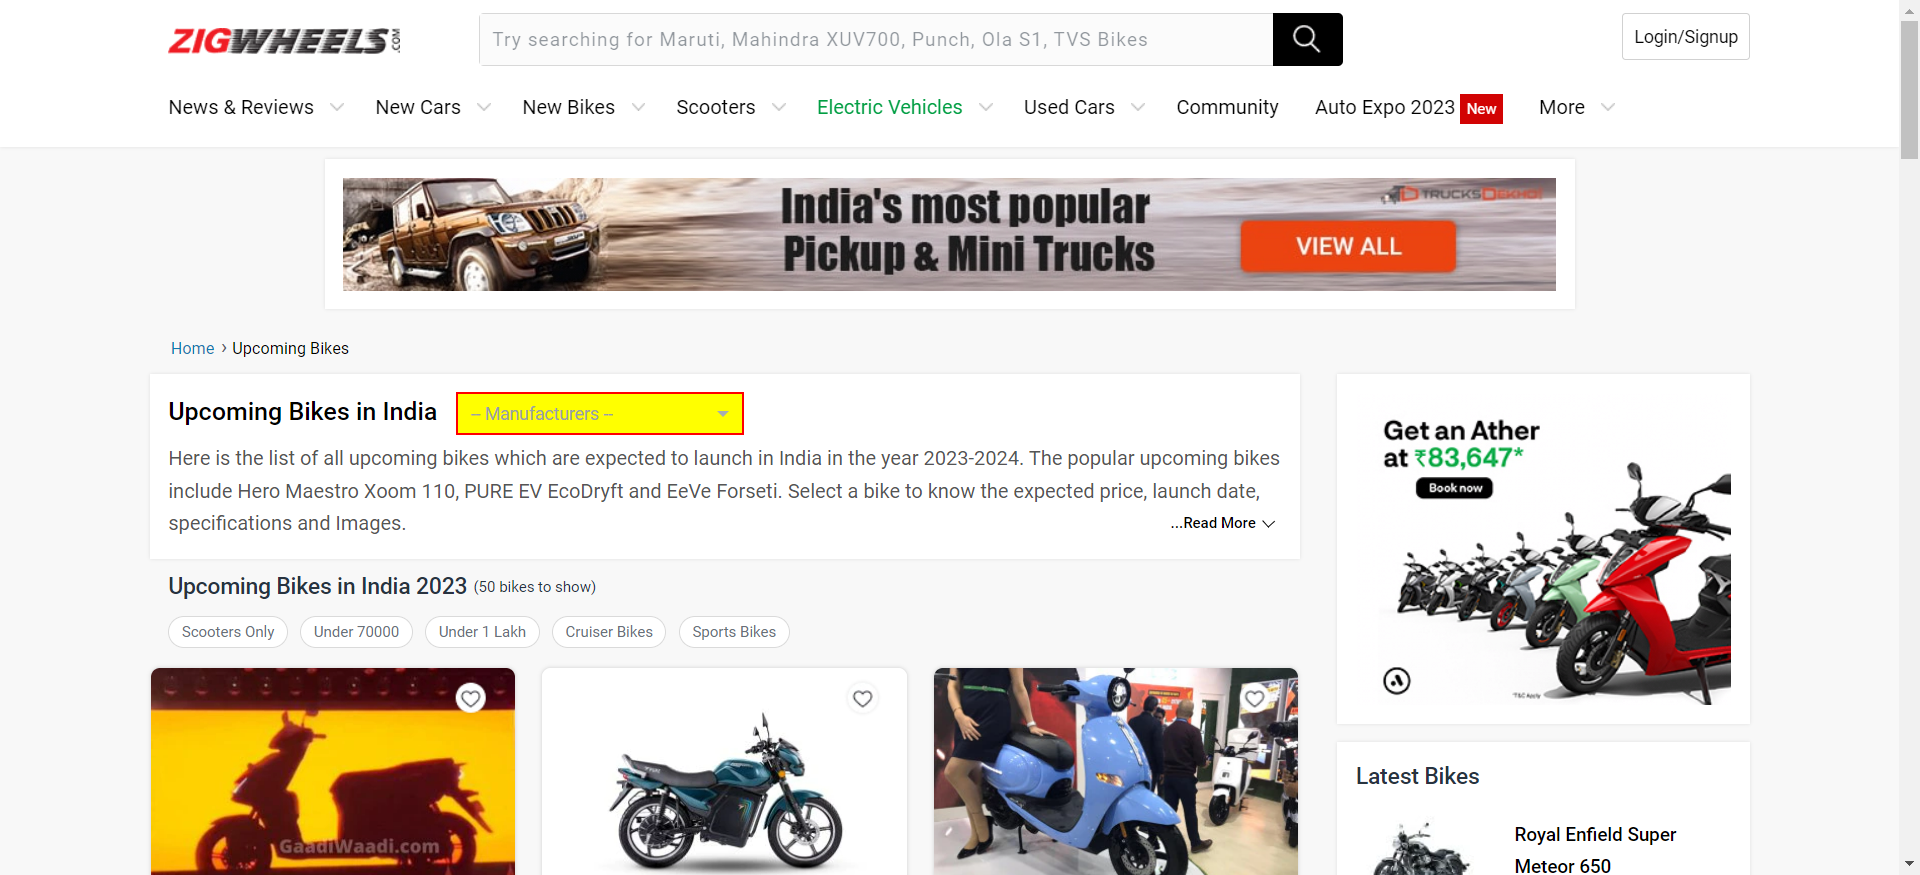 ZIGWHEELS.COM
Try searching for Maruti, Mahindra XUV700, Punch, Ola S1, TVS Bikes
Login/Signup
News & Reviews
New Cars
New Bikes
Scooters
Electric Vehicles
Used Cars
Community
Auto Expo 2023 New
More
India's most popular
Pickup & Mini Trucks
TRUCKSDEKHO
VIEW ALL
Home › Upcoming Bikes
Upcoming Bikes in India
-- Manufacturers --
Here is the list of all upcoming bikes which are expected to launch in India in the year 2023-2024. The popular upcoming bikes
include Hero Maestro Xoom 110, PURE EV EcoDryft and EeVe Forseti. Select a bike to know the expected price, launch date,
specifications and Images.
...Read More
Get an Ather
at ₹83,647*
Book now
*T&C Apply
Upcoming Bikes in India 2023 (50 bikes to show)
Scooters Only
Under 70000
Under 1 Lakh
Cruiser Bikes
Sports Bikes
GaadiWaadi.com
Latest Bikes
Royal Enfield Super
Meteor 650